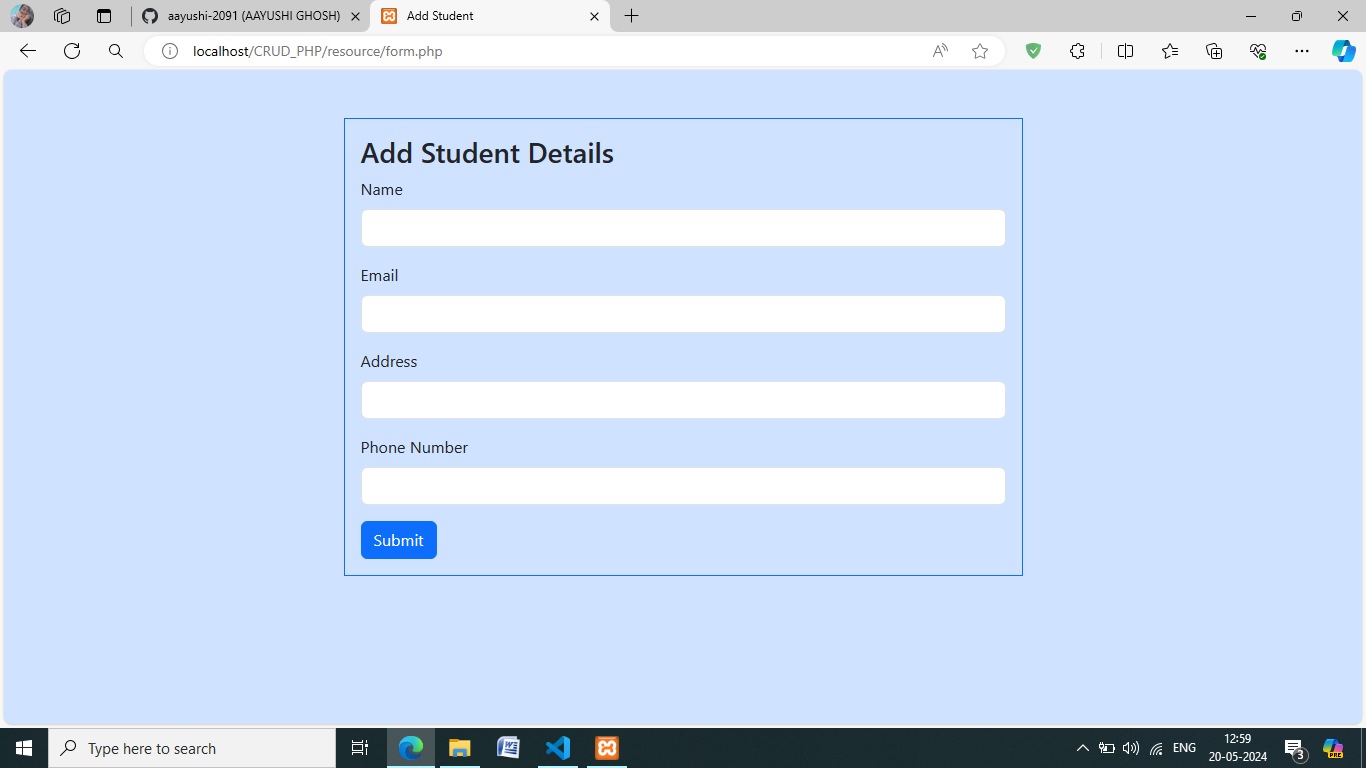 aayushi-2091 (AAYUSHI GHOSH)
Add Student
localhost/CRUD_PHP/resource/form.php
Add Student Details
Name
Email
Address
Phone Number
Submit
Type here to search
ENG
12:59
20-05-2024
3
PRE